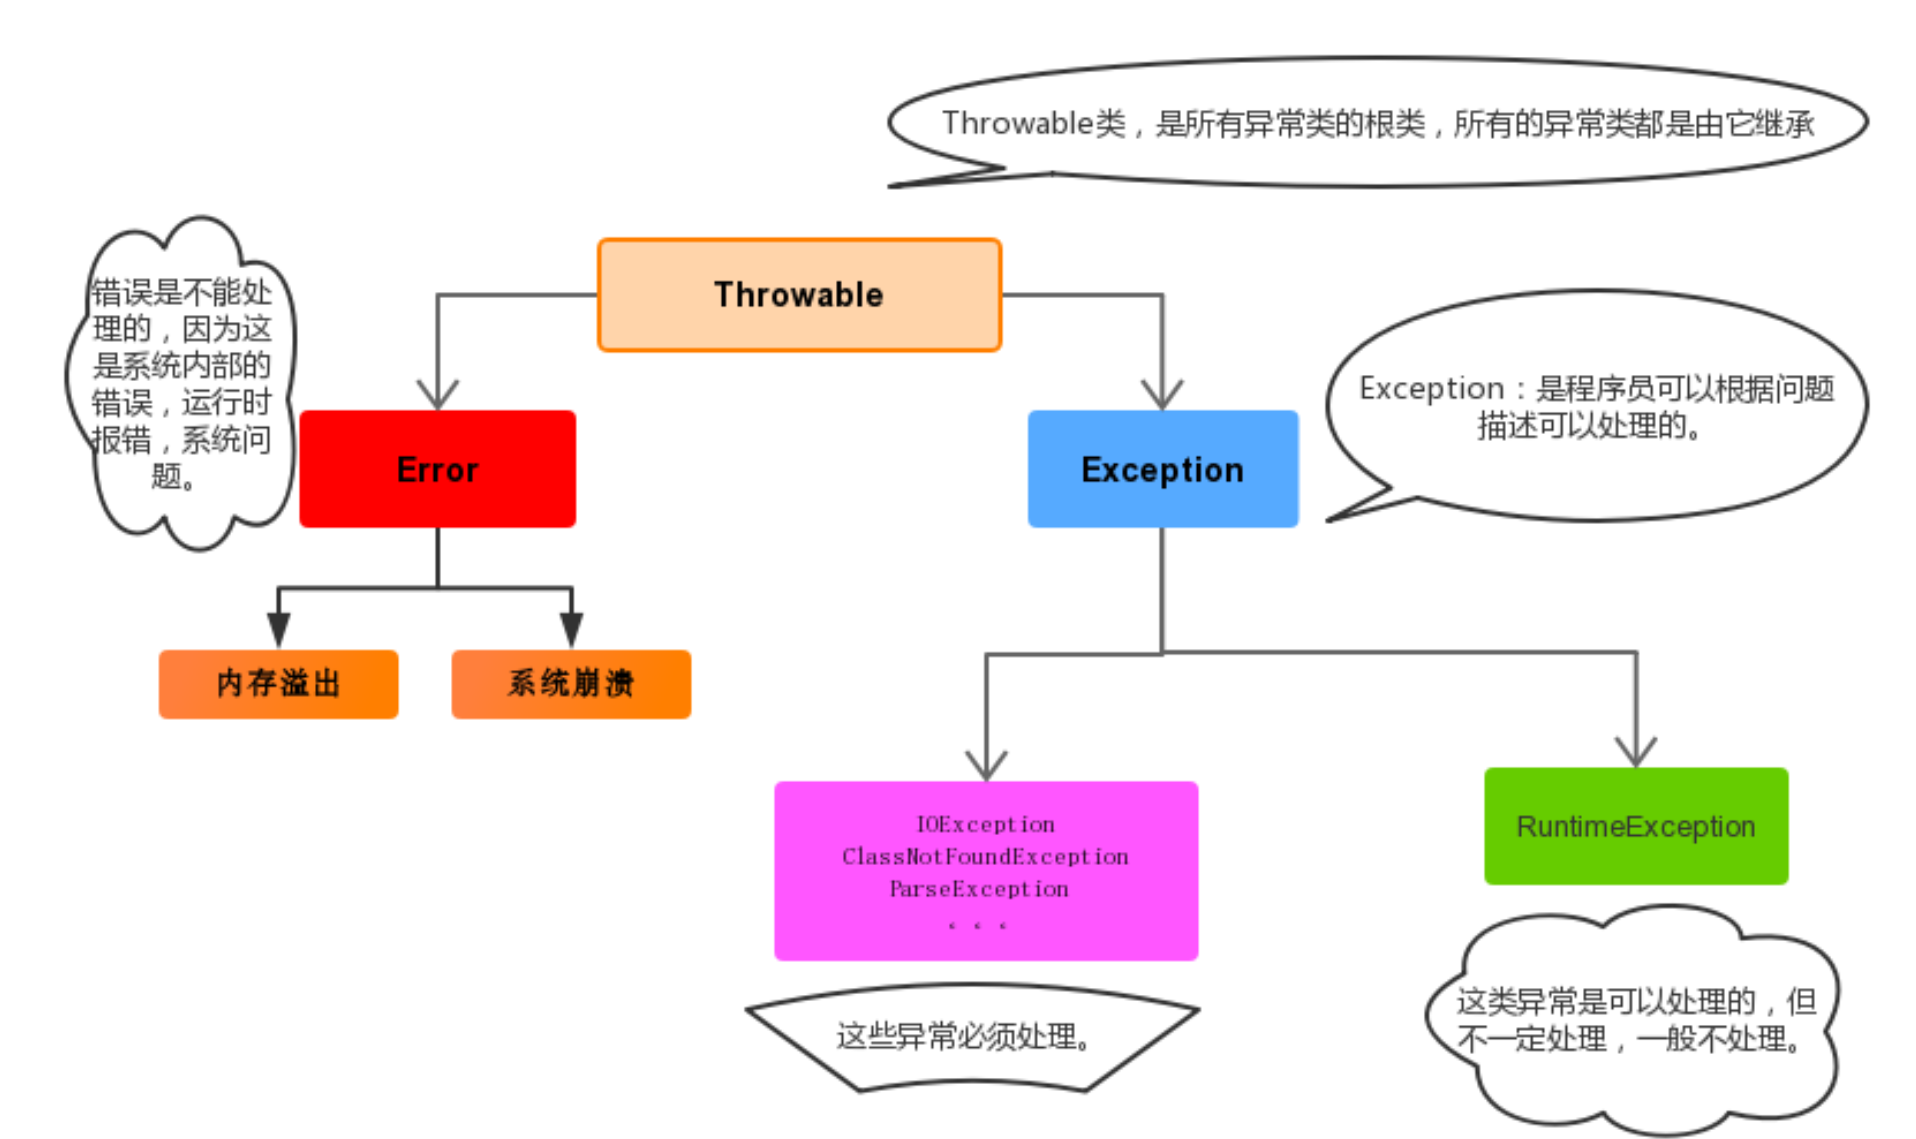 Throwable类，是所有异常类的根类，所有的异常类都是由它继承
Throwable
错误是不能处
理的，因为这
是系统内部的
错误，运行时
报错，系统问
题。
Error
Exception
Exception：是程序员可以根据问题
描述可以处理的。
内存溢出
系统崩溃
IOException
ClassNotFoundException
ParseException
。。。
RuntimeException
这些异常必须处理。
这类异常是可以处理的，但
不一定处理，一般不处理。